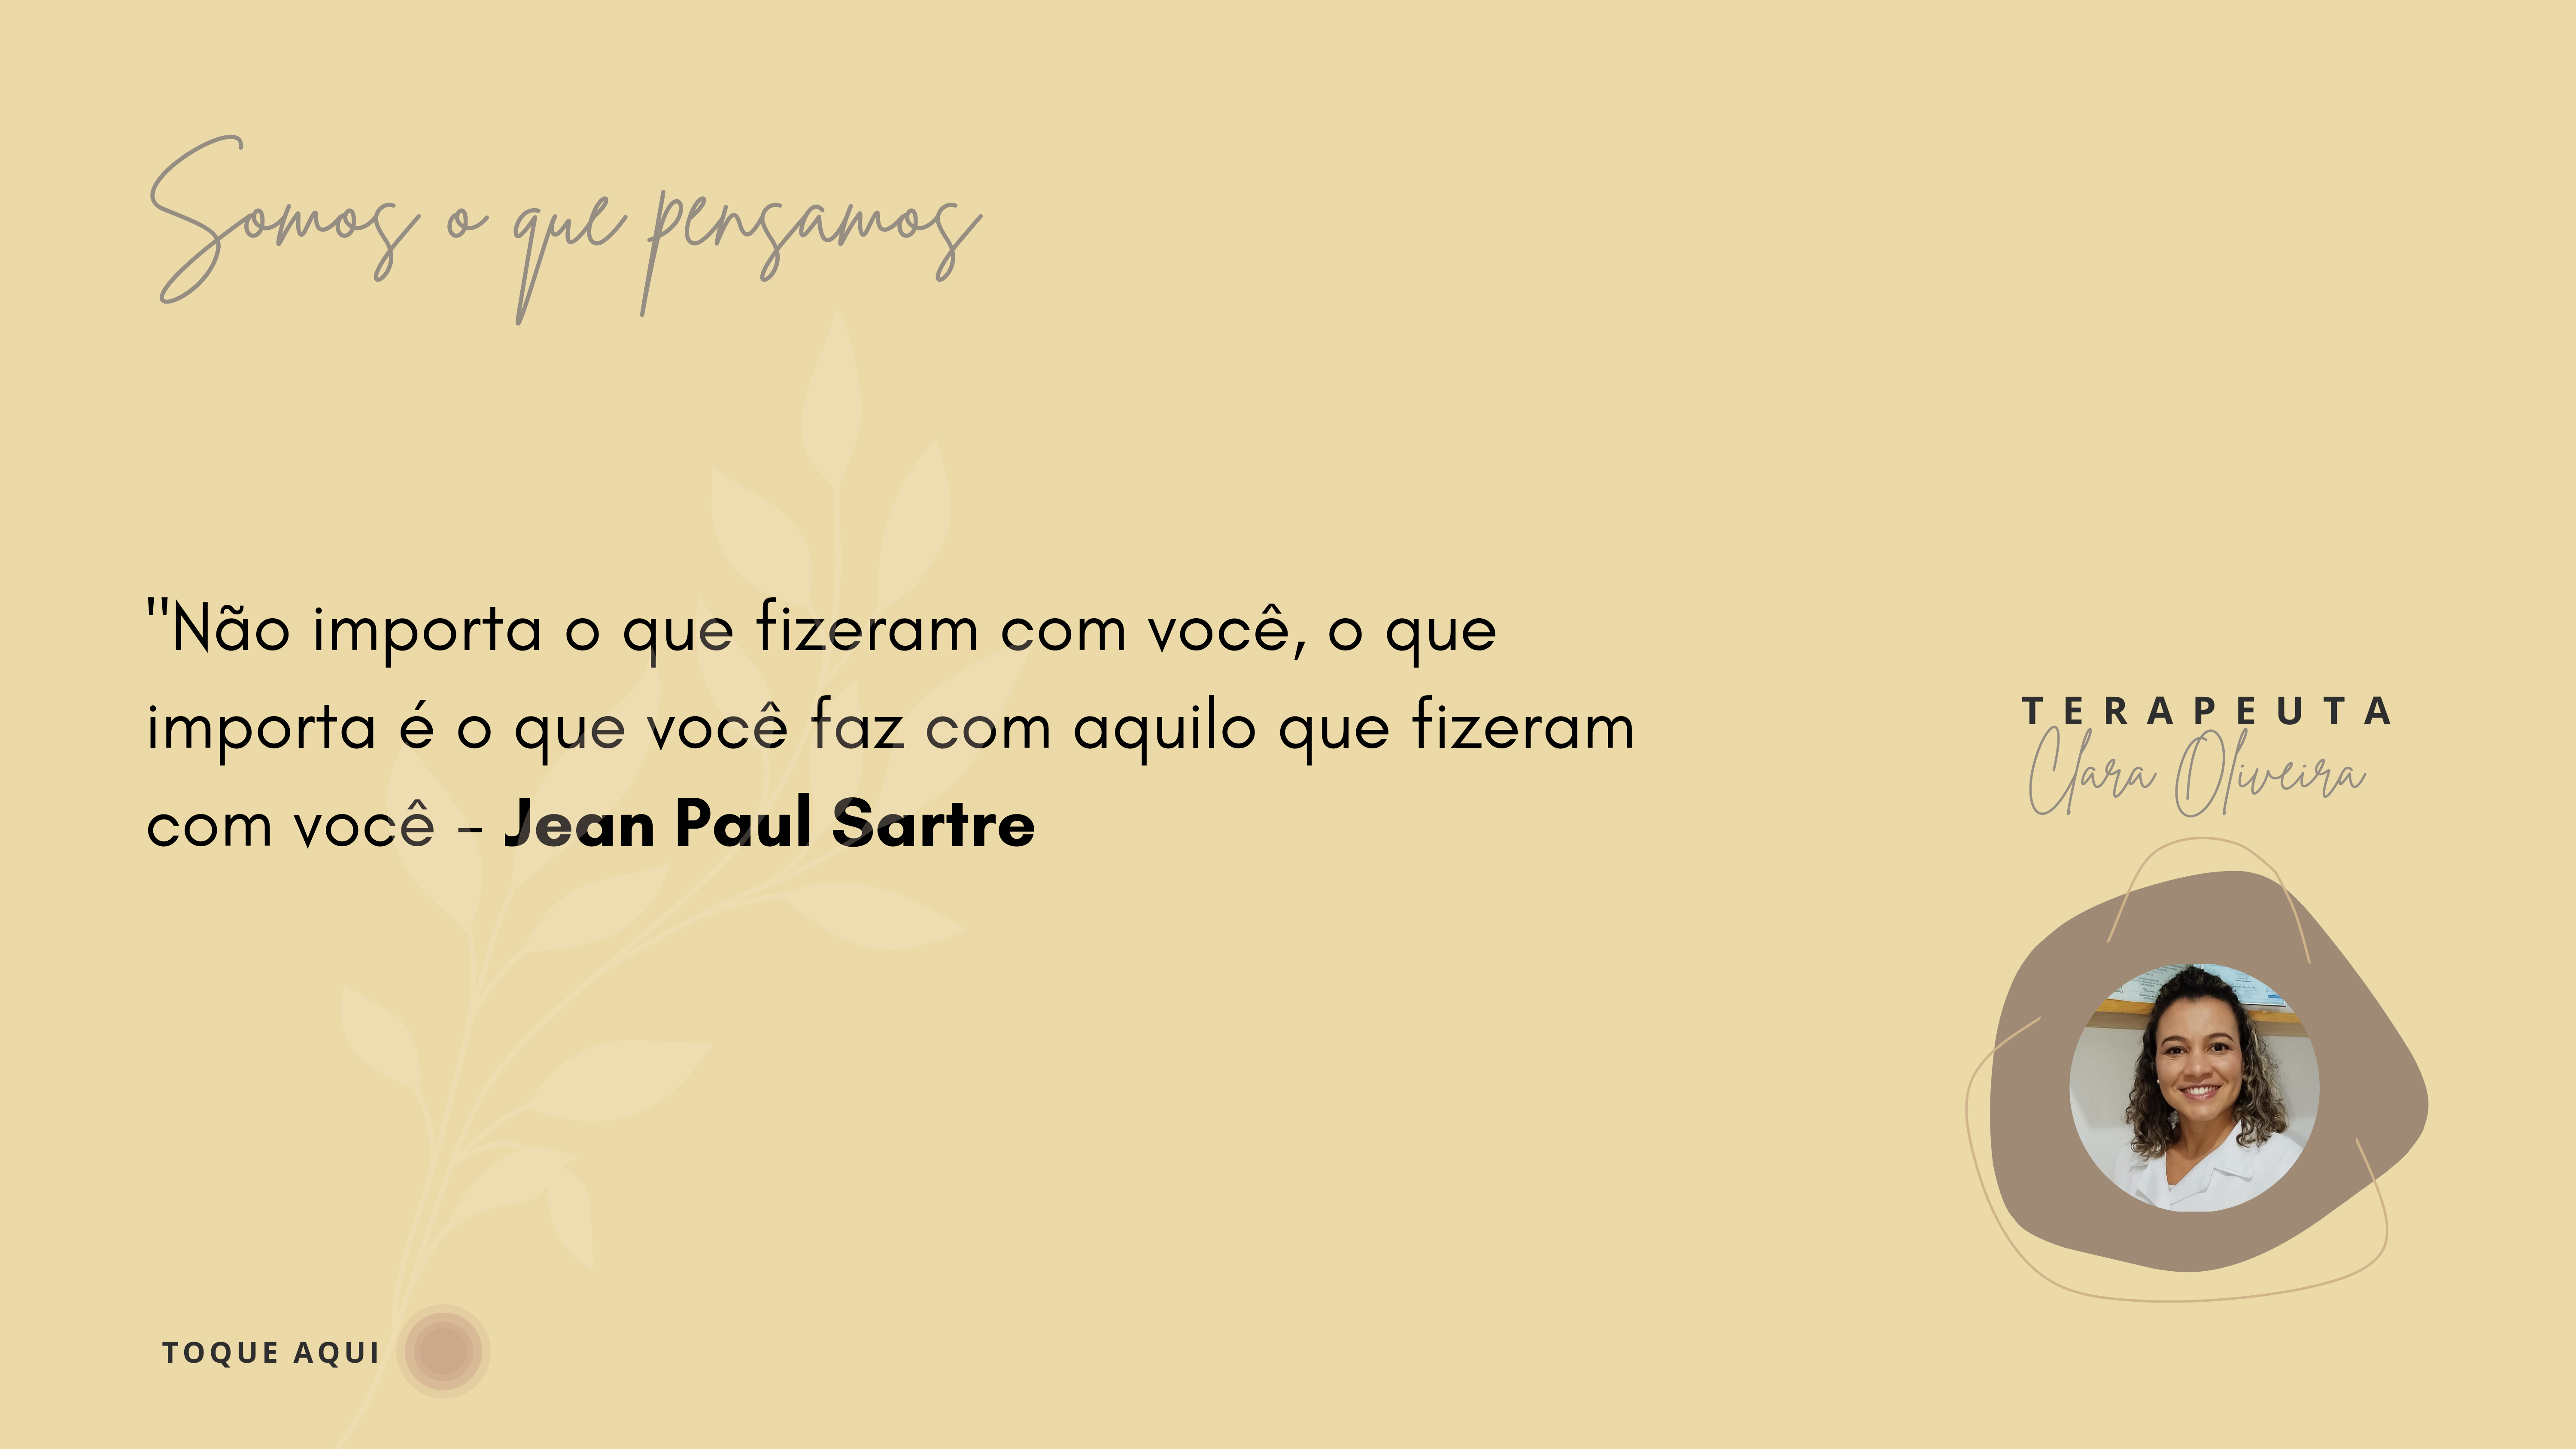 Somos o que pensamos
"Não importa o que fizeram com você, o que
importa é o que você faz com aquilo que fizeram
com você - Jean Paul Sartre
TERAPEUTA
Clara Oliveira
TOQUE AQUI